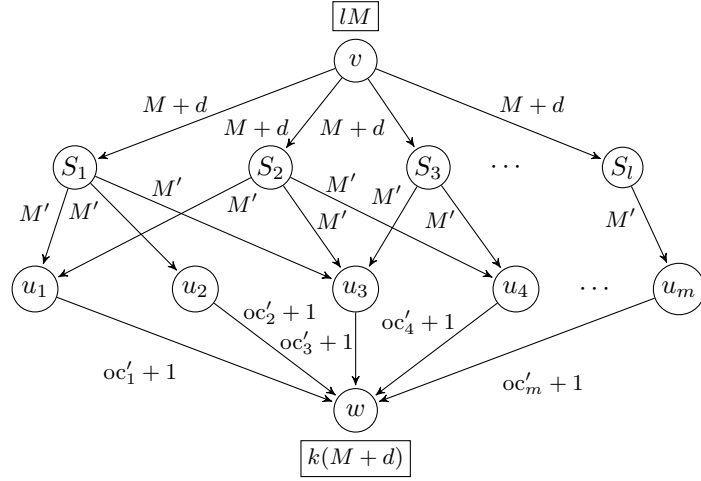 lM
v
M + d
M + d
M + d
M + d
S₁
S₂
S₃
⋯
Sₗ
M′
M′
M′
M′
M′
M′
M′
M′
M′
u₁
u₂
u₃
u₄
⋯
uₘ
oc′₁ + 1
oc′₂ + 1
oc′₃ + 1
oc′₄ + 1
oc′ₘ + 1
w
k(M + d)